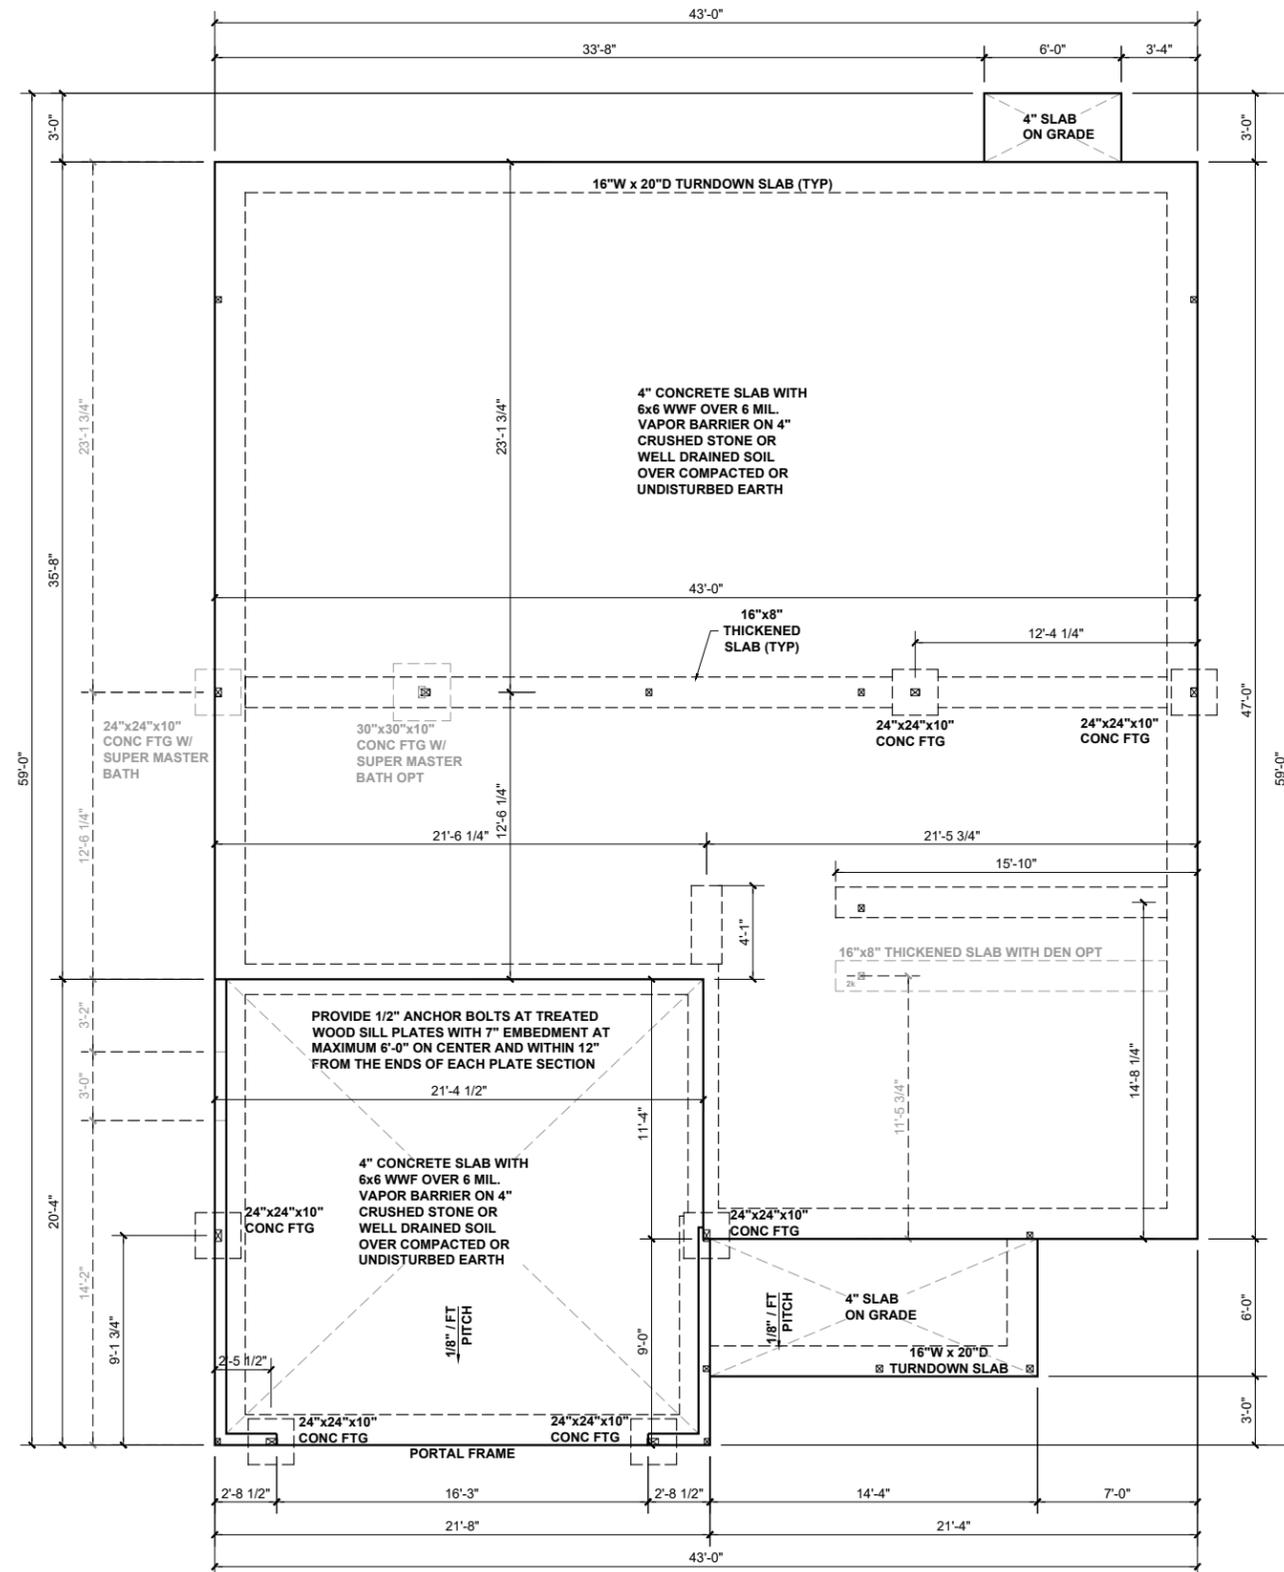 43'-0"
33'-8"
6'-0"
3'-4"
3'-0"
4" SLAB
ON GRADE
3'-0"
16"W x 20"D TURNDOWN SLAB (TYP)
23'-1 3/4"
23'-1 3/4"
4" CONCRETE SLAB WITH
6x6 WWF OVER 6 MIL.
VAPOR BARRIER ON 4"
CRUSHED STONE OR
WELL DRAINED SOIL
OVER COMPACTED OR
UNDISTURBED EARTH
35'-8"
43'-0"
16"x8"
THICKENED
SLAB (TYP)
12'-4 1/4"
24"x24"x10"
CONC FTG W/
SUPER MASTER
BATH
30"x30"x10"
CONC FTG W/
SUPER MASTER
BATH OPT
24"x24"x10"
CONC FTG
24"x24"x10"
CONC FTG
47'-0"
59'-0"
59'-0"
12'-6 1/4"
12'-6 1/4"
21'-6 1/4"
21'-5 3/4"
15'-10"
4'-1"
16"x8" THICKENED SLAB WITH DEN OPT
2k
3'-2"
PROVIDE 1/2" ANCHOR BOLTS AT TREATED
WOOD SILL PLATES WITH 7" EMBEDMENT AT
MAXIMUM 6'-0" ON CENTER AND WITHIN 12"
FROM THE ENDS OF EACH PLATE SECTION
3'-0"
21'-4 1/2"
11'-4"
11'-5 3/4"
14'-8 1/4"
4" CONCRETE SLAB WITH
6x6 WWF OVER 6 MIL.
VAPOR BARRIER ON 4"
CRUSHED STONE OR
WELL DRAINED SOIL
OVER COMPACTED OR
UNDISTURBED EARTH
20'-4"
24"x24"x10"
CONC FTG
24"x24"x10"
CONC FTG
14'-2"
9'-1 3/4"
1/8" / FT
PITCH
9'-0"
1/8" / FT
PITCH
4" SLAB
ON GRADE
6'-0"
2'-5 1/2"
16"W x 20"D
TURNDOWN SLAB
3'-0"
24"x24"x10"
CONC FTG
24"x24"x10"
CONC FTG
PORTAL FRAME
2'-8 1/2"
16'-3"
2'-8 1/2"
14'-4"
7'-0"
21'-8"
21'-4"
43'-0"